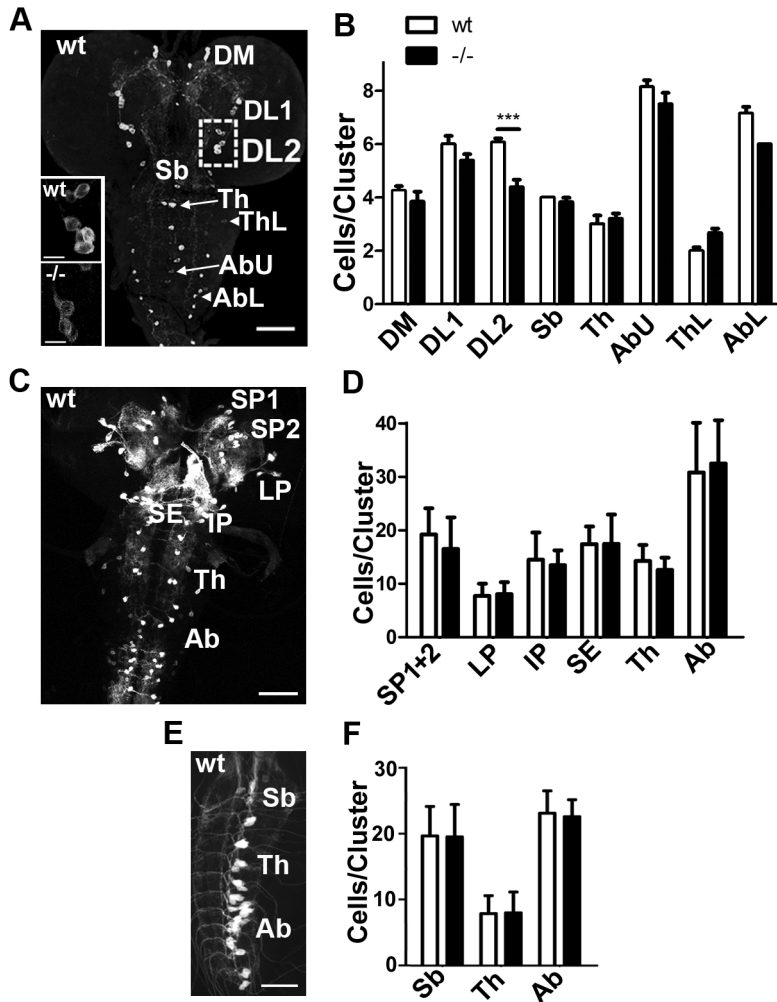 A
wt
DM
DL1
DL2
Sb
Th
ThL
AbU
AbL
wt
-/-
B
wt
-/-
***
Cells/Cluster
8
6
4
2
0
DM DL1 DL2 Sb Th AbU ThL AbL
C
wt
SP1
SP2
LP
SE
IP
Th
Ab
D
Cells/Cluster
40
30
20
10
0
SP1+2 LP IP SE Th Ab
E
wt
Sb
Th
Ab
F
Cells/Cluster
30
20
10
0
Sb Th Ab